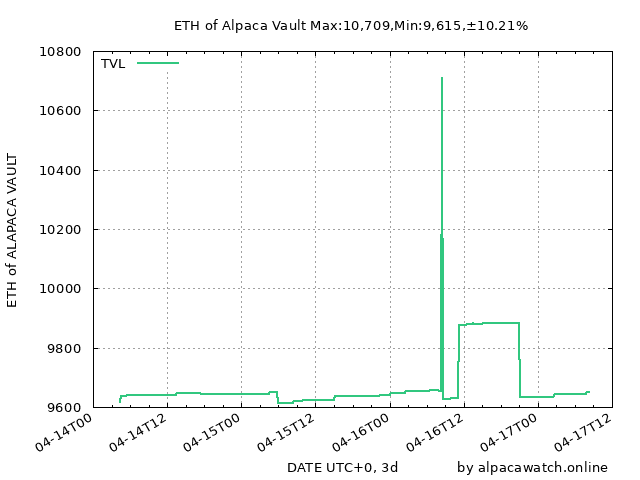 ETH of Alpaca Vault Max:10,709,Min:9,615,±10.21%
TVL
10800
10600
10400
10200
10000
9800
9600
ETH of ALAPACA VAULT
04-14T00
04-14T12
04-15T00
04-15T12
04-16T00
04-16T12
04-17T00
04-17T12
DATE UTC+0, 3d
by alpacawatch.online